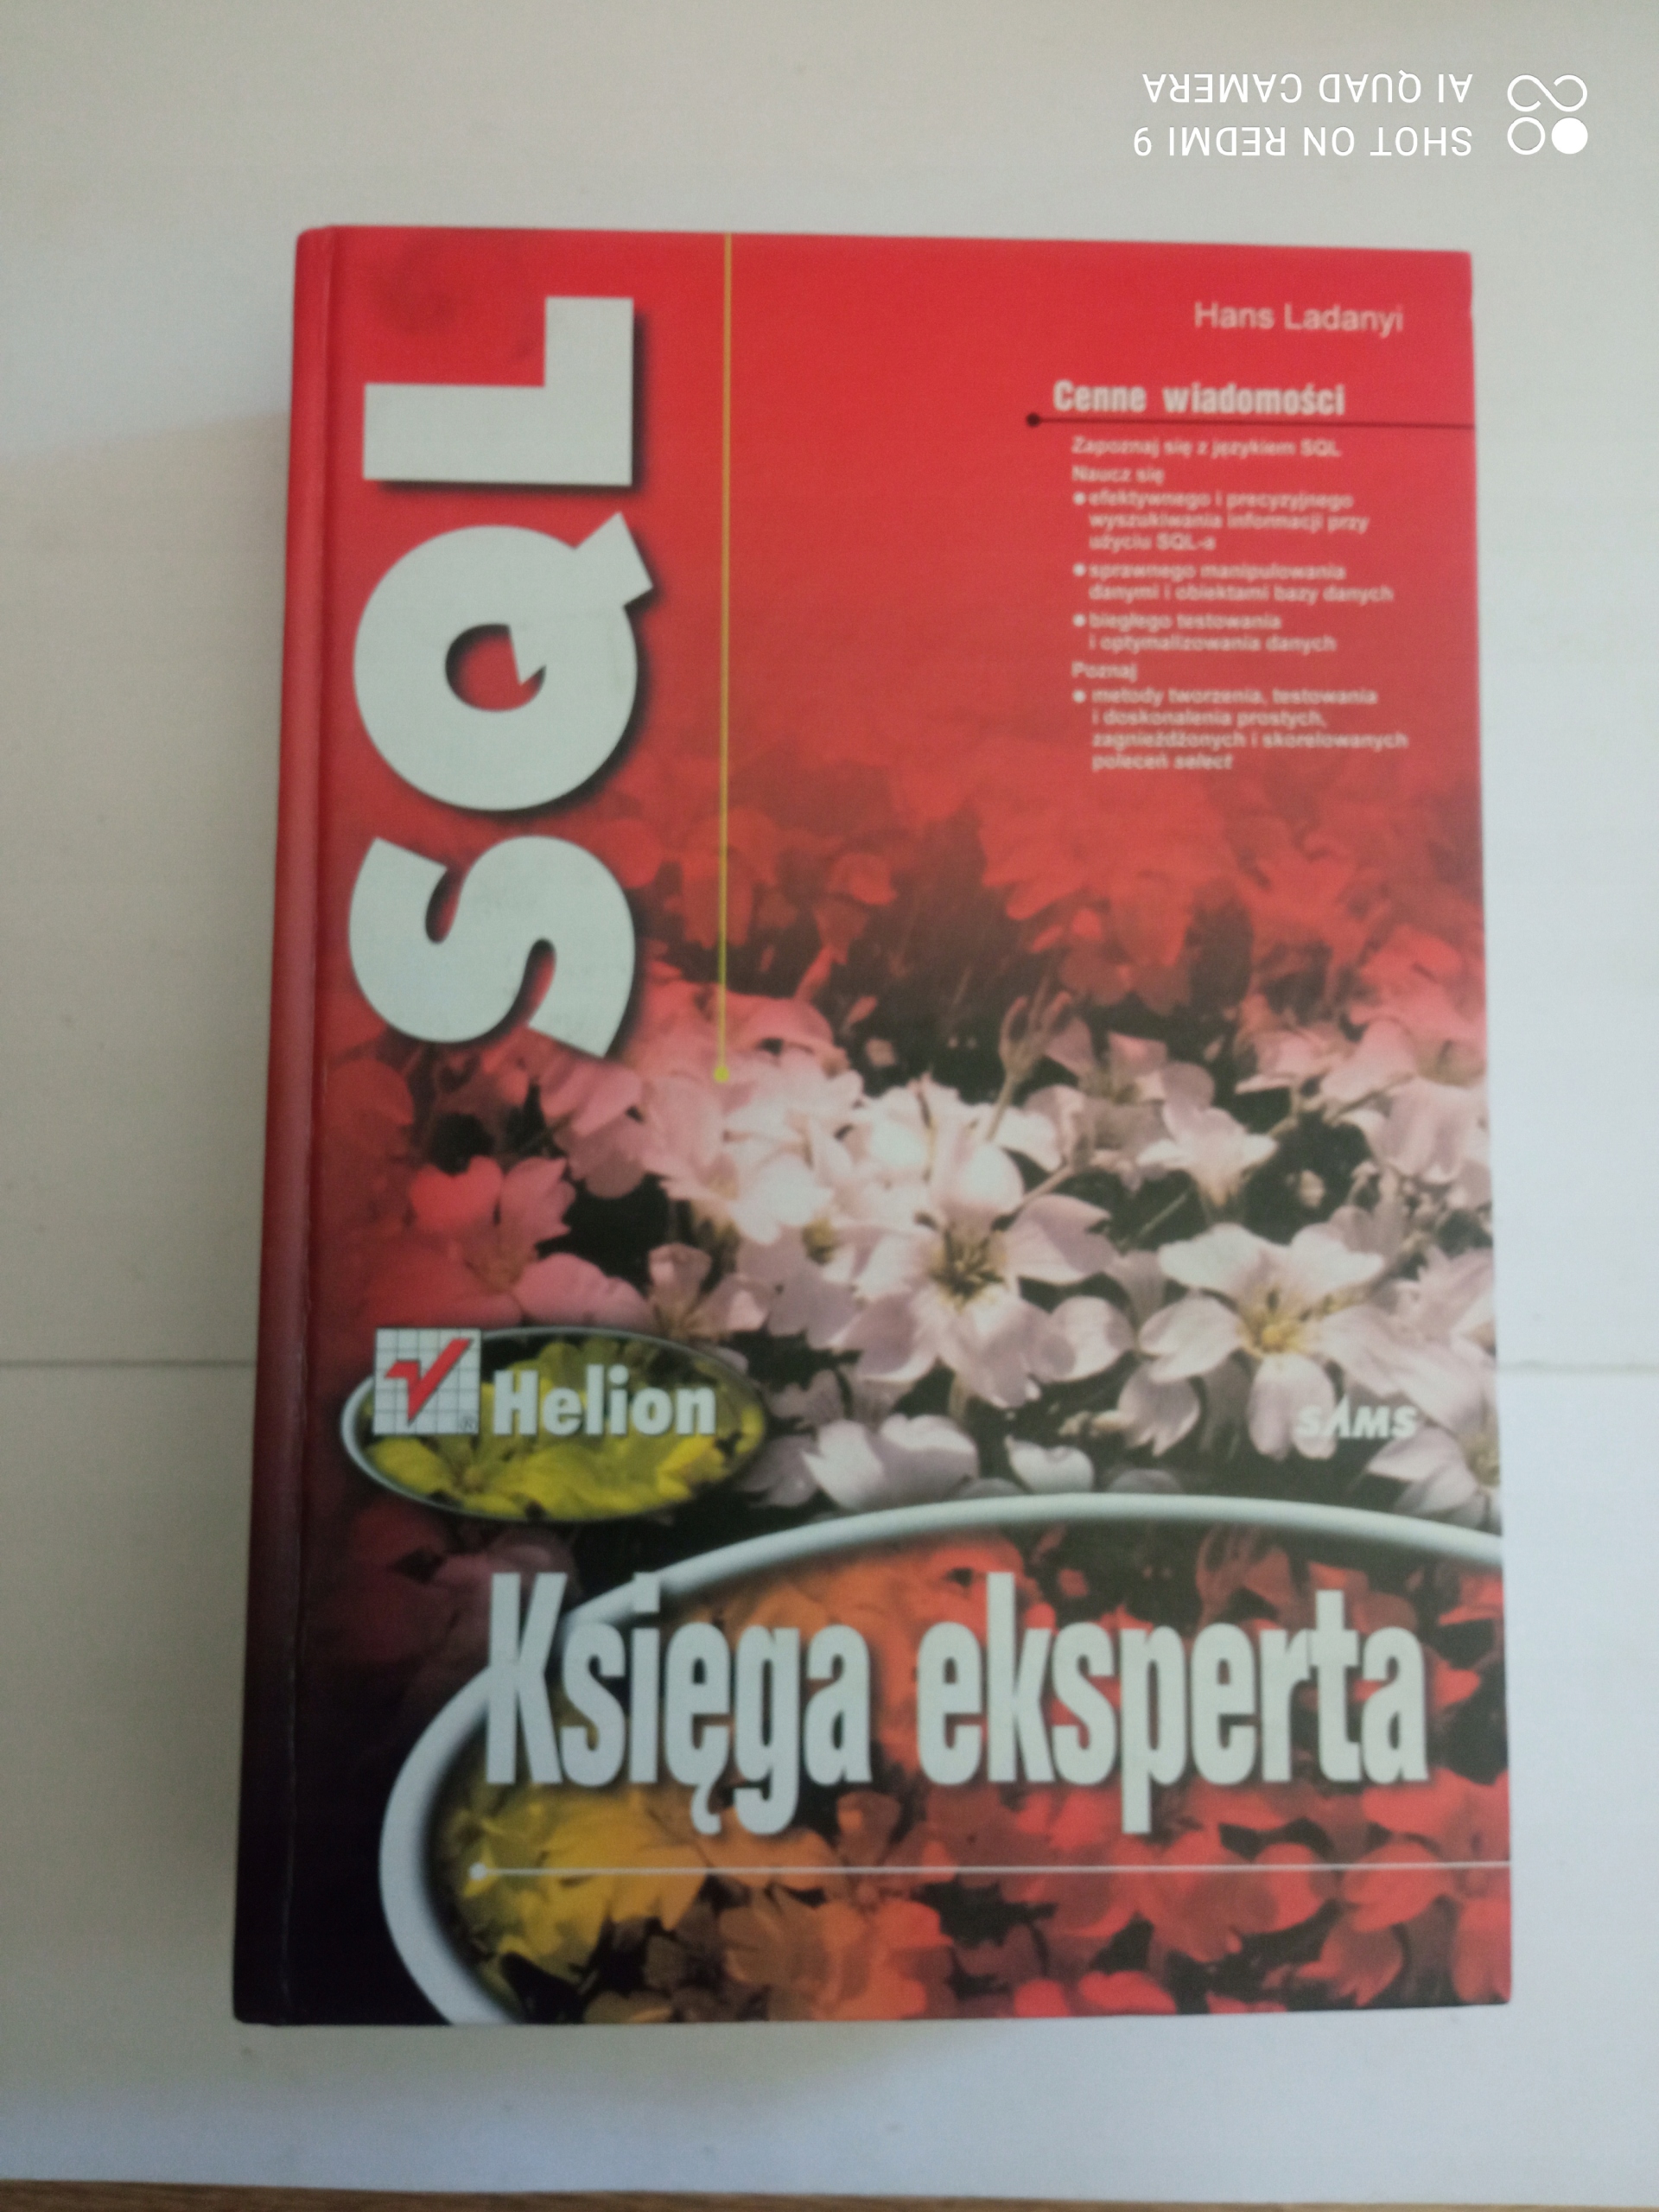 SHOT ON REDMI 9
AI QUAD CAMERA
SQL
Hans Ladanyi
Cenne wiadomości
Zapoznaj się z językiem SQL
Naucz się
● efektywnego i precyzyjnego
wyszukiwania informacji przy
użyciu SQL-a
● sprawnego manipulowania
danymi i obiektami bazy danych
● biegłego testowania
i optymalizowania danych
Poznaj
● metody tworzenia, testowania
i doskonalenia prostych,
zagnieżdżonych i skorelowanych
poleceń select
Helion
®
SAMS
Księga eksperta